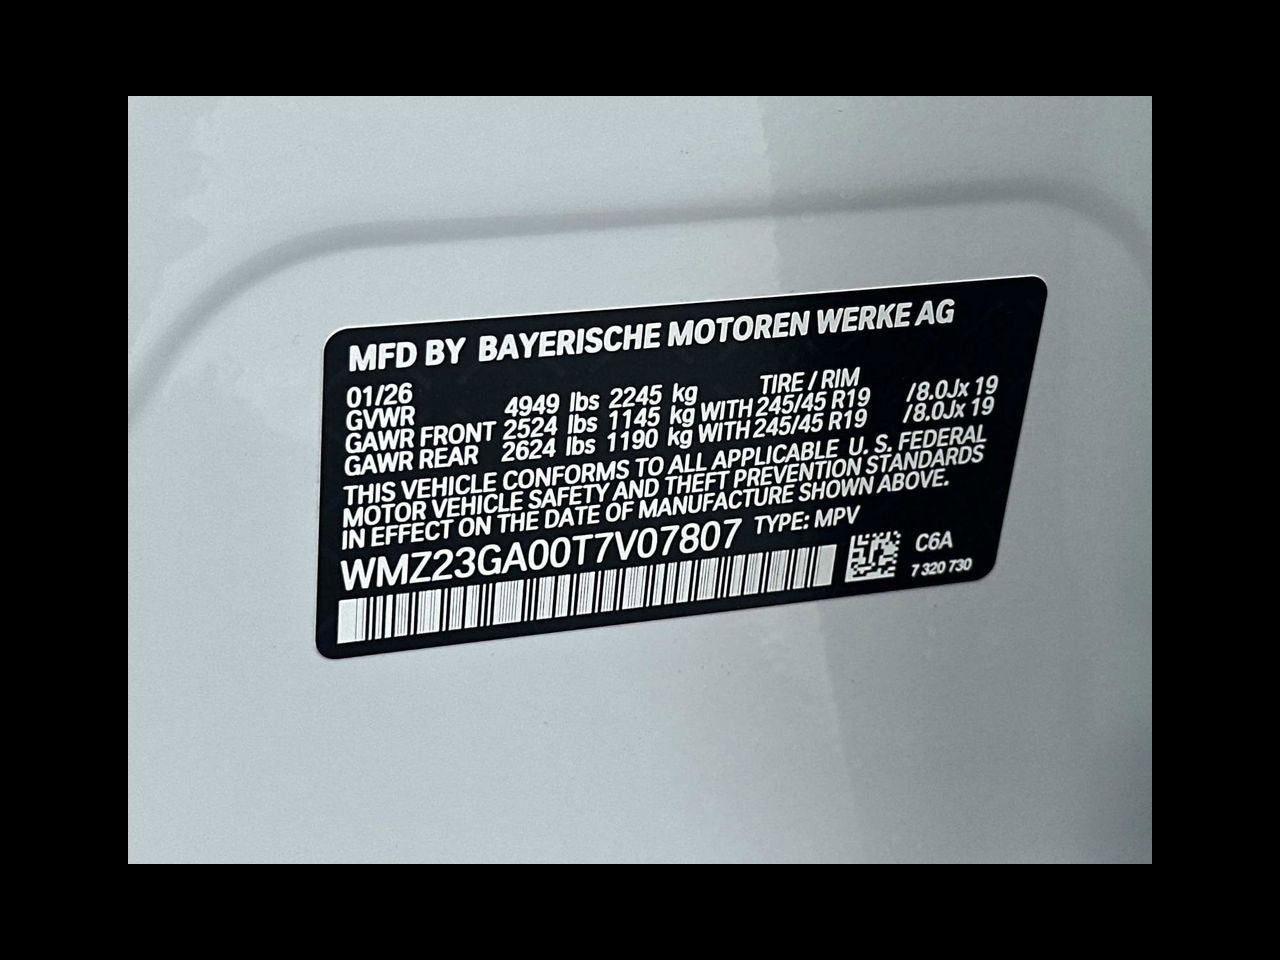 MFD BY BAYERISCHE MOTOREN WERKE AG
01/26 TIRE / RIM
GVWR 4949 lbs 2245 kg
GAWR FRONT 2524 lbs 1145 kg WITH 245/45 R19 /8.0Jx 19
GAWR REAR 2624 lbs 1190 kg WITH 245/45 R19 /8.0Jx 19
THIS VEHICLE CONFORMS TO ALL APPLICABLE U. S. FEDERAL
MOTOR VEHICLE SAFETY AND THEFT PREVENTION STANDARDS
IN EFFECT ON THE DATE OF MANUFACTURE SHOWN ABOVE.
WMZ23GA00T7V07807 TYPE: MPV
C6A
7 320 730